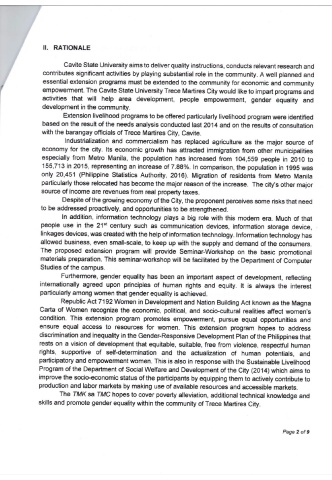 II. RATIONALE
Cavite State University aims to deliver quality instructions, conducts relevant research and
contributes significant activities by playing substantial role in the community. A well planned and
essential extension programs must be extended to the community for economic and community
empowerment. The Cavite State University Trece Martires City would like to impart programs and
activities that will help area development, people empowerment, gender equality and
development in the community.
Extension livelihood programs to be offered particularly livelihood program were identified
based on the result of the needs analysis conducted last 2014 and on the results of consultation
with the barangay officials of Trece Martires City, Cavite.
Industrialization and commercialism has replaced agriculture as the major source of
economy for the city. Its economic growth has attracted immigration from other municipalities
especially from Metro Manila, the population has increased from 104,559 people in 2010 to
155,713 in 2015, representing an increase of 7.88%. In comparison, the population in 1995 was
only 20,451 (Philippine Statistics Authority, 2016). Migration of residents from Metro Manila
particularly those relocated has become major reason of the increase. The city's other major
source of income are revenues from real property taxes.
Despite of the growing economy of the City, the proponent perceives some risks that need
to be addressed proactively, and opportunities to be strengthened.
In addition, information technology plays a big role with this modern era. Much of that
people use in the 21st century such as communication devices, information storage device,
linkages devices, was created with the help of information technology. Information technology has
allowed business, even small-scale, to keep up with the supply and demand of the consumers.
The proposed extension program will provide Seminar-Workshop on the basic promotional
materials preparation. This seminar-workshop will be facilitated by the Department of Computer
Studies of the campus.
Furthermore, gender equality has been an important aspect of development, reflecting
internationally agreed upon principles of human rights and equity. It is always the interest
particularly among women that gender equality is achieved.
Republic Act 7192 Women in Development and Nation Building Act known as the Magna
Carta of Women recognize the economic, political, and socio-cultural realities affect women's
condition. This extension program promotes empowerment, pursue equal opportunities and
ensure equal access to resources for women. This extension program hopes to address
discrimination and inequality in the Gender-Responsive Development Plan of the Philippines that
rests on a vision of development that equitable, suitable, free from violence, respectful human
rights, supportive of self-determination and the actualization of human potentials, and
participatory and empowerment women. This is also in response with the Sustainable Livelihood
Program of the Department of Social Welfare and Development of the City (2014) which aims to
improve the socio-economic status of the participants by equipping them to actively contribute to
production and labor markets by making use of available resources and accessible markets.
The TMK sa TMC hopes to cover poverty alleviation, additional technical knowledge and
skills and promote gender equality within the community of Trece Martires City.
Page 2 of 9